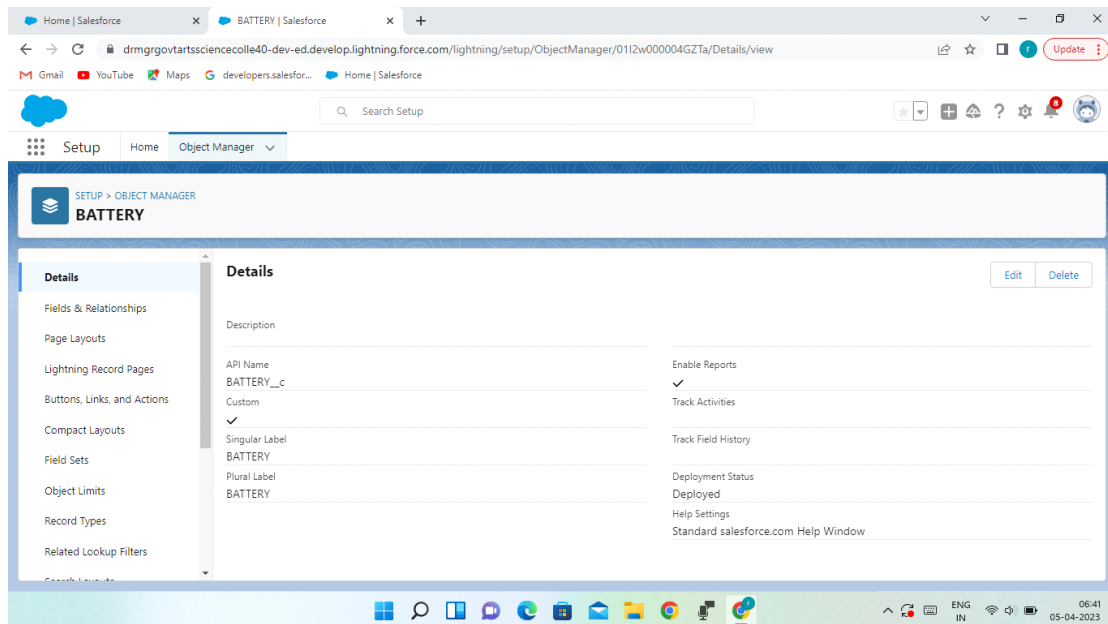 Home | Salesforce
BATTERY | Salesforce
drmgrgovtartssciencecolle40-dev-ed.develop.lightning.force.com/lightning/setup/ObjectManager/01I2w000004GZTa/Details/view
r
Update
Gmail
YouTube
Maps
developers.salesfor...
Home | Salesforce
Search Setup
8
Setup
Home
Object Manager
SETUP > OBJECT MANAGER
BATTERY
Details
Fields & Relationships
Page Layouts
Lightning Record Pages
Buttons, Links, and Actions
Compact Layouts
Field Sets
Object Limits
Record Types
Related Lookup Filters
Search Layouts
Details
Edit
Delete
Description
API Name
BATTERY__c
Custom
Singular Label
BATTERY
Plural Label
BATTERY
Enable Reports
Track Activities
Track Field History
Deployment Status
Deployed
Help Settings
Standard salesforce.com Help Window
ENG
IN
06:41
05-04-2023